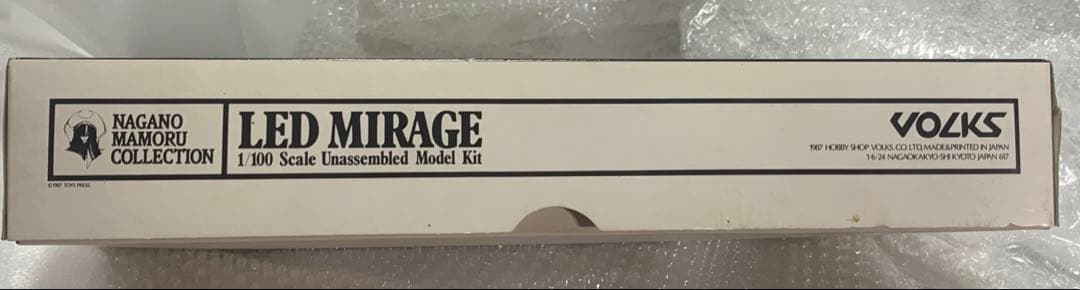 NAGANO
MAMORU
COLLECTION
LED MIRAGE
1/100 Scale Unassembled Model Kit
VOLKS
1987 HOBBY SHOP VOLKS. CO. LTD, MADE&PRINTED IN JAPAN
1-6-24 NAGAOKAKYO-SHI KYOTO JAPAN 617
©1987 TOYS PRESS